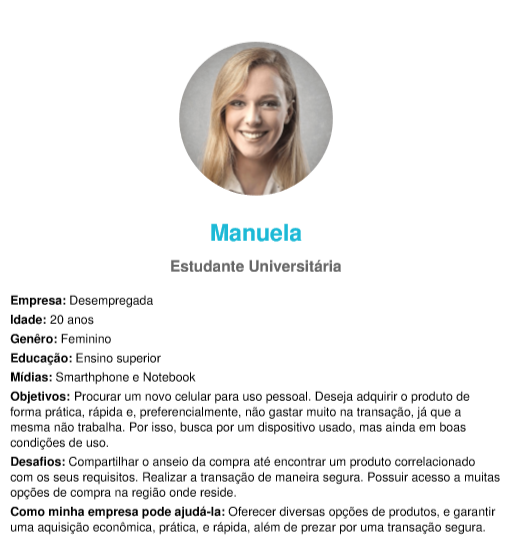 Manuela
Estudante Universitária
Empresa: Desempregada
Idade: 20 anos
Genêro: Feminino
Educação: Ensino superior
Mídias: Smarthphone e Notebook
Objetivos: Procurar um novo celular para uso pessoal. Deseja adquirir o produto de
forma prática, rápida e, preferencialmente, não gastar muito na transação, já que a
mesma não trabalha. Por isso, busca por um dispositivo usado, mas ainda em boas
condições de uso.
Desafios: Compartilhar o anseio da compra até encontrar um produto correlacionado
com os seus requisitos. Realizar a transação de maneira segura. Possuir acesso a muitas
opções de compra na região onde reside.
Como minha empresa pode ajudá-la: Oferecer diversas opções de produtos, e garantir
uma aquisição econômica, prática, e rápida, além de prezar por uma transação segura.